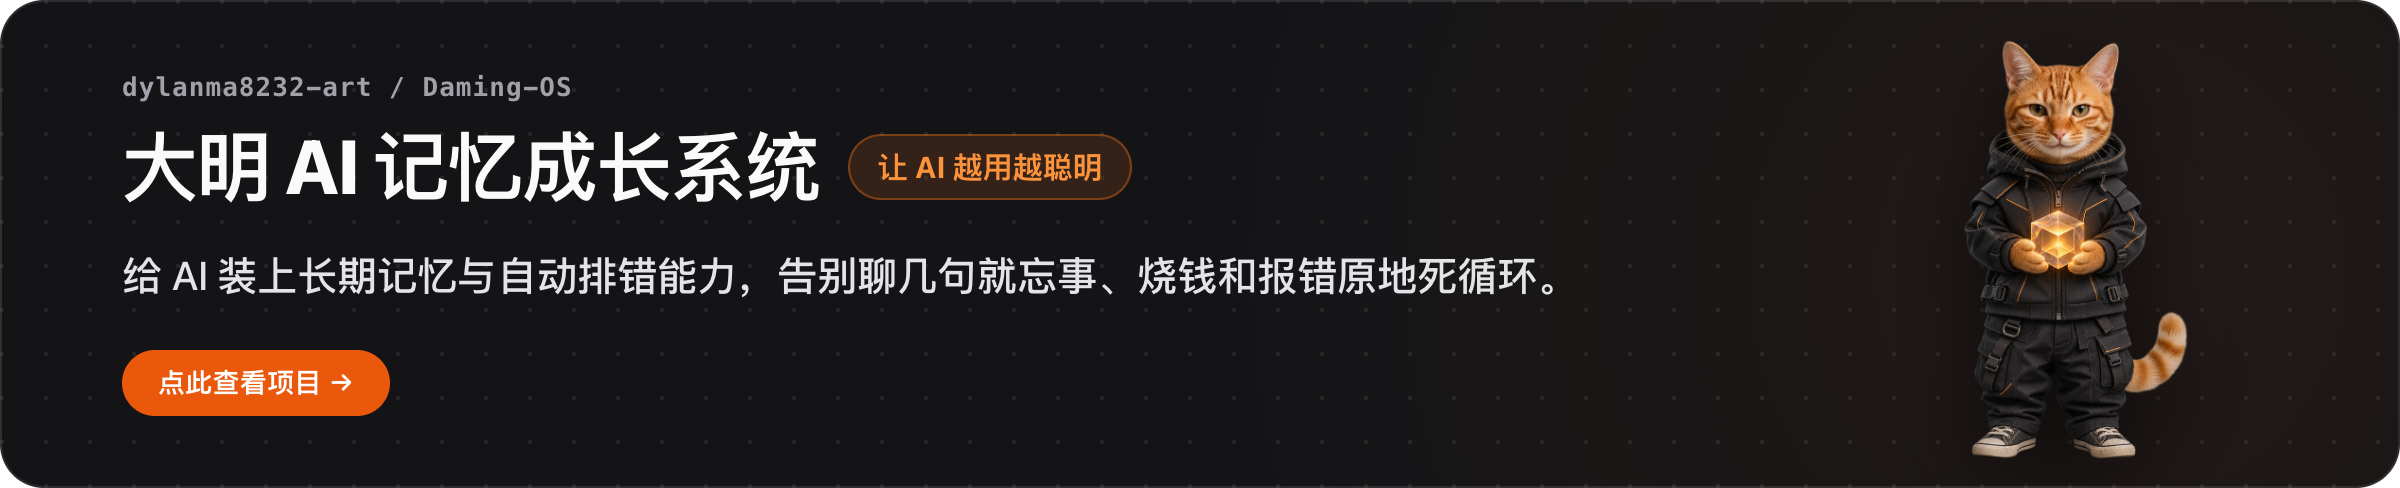 dylanma8232-art / Daming-OS
大明 AI 记忆成长系统
让 AI 越用越聪明
给 AI 装上长期记忆与自动排错能力，告别聊几句就忘事、烧钱和报错原地死循环。
点此查看项目 →